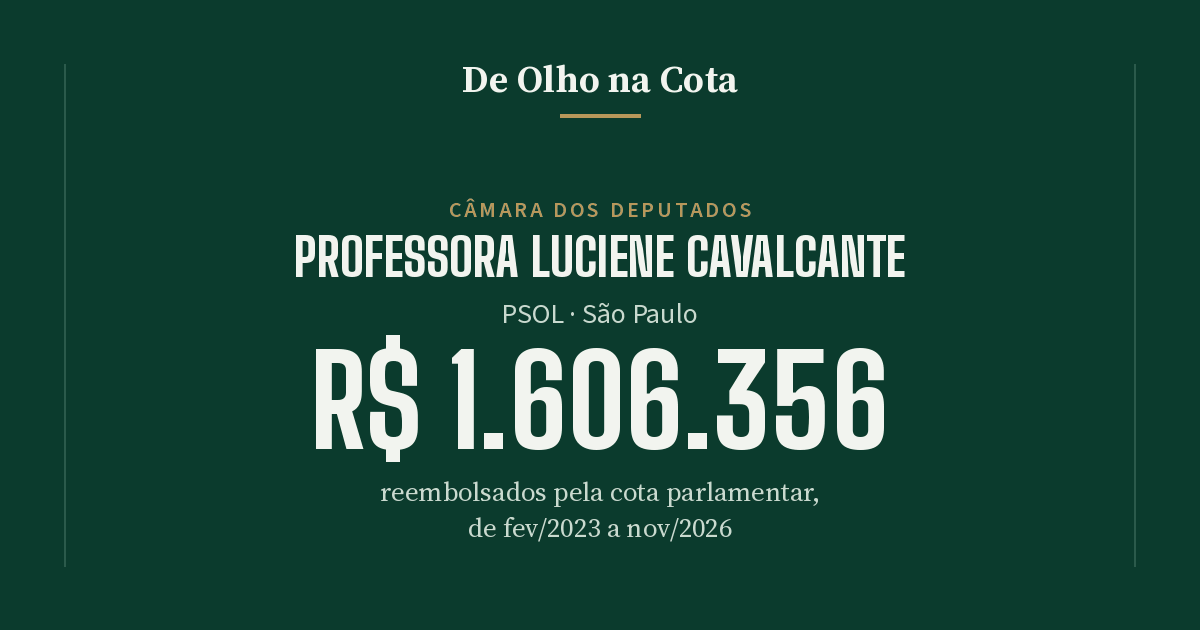 De Olho na Cota
CÂMARA DOS DEPUTADOS
PROFESSORA LUCIENE CAVALCANTE
PSOL · São Paulo
R$ 1.606.356
reembolsados pela cota parlamentar,
de fev/2023 a nov/2026